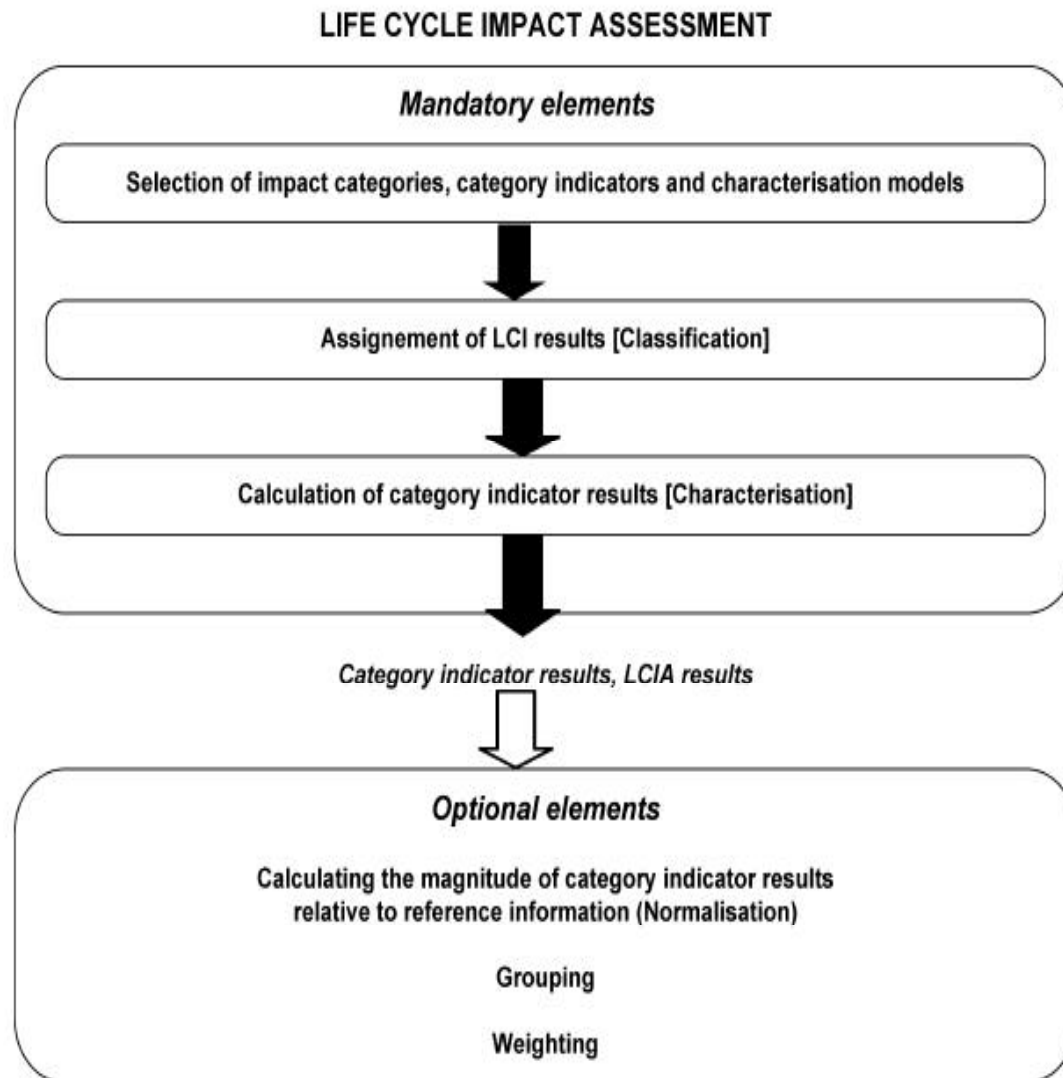 LIFE CYCLE IMPACT ASSESSMENT
Mandatory elements
Selection of impact categories, category indicators and characterisation models
Assignement of LCI results [Classification]
Calculation of category indicator results [Characterisation]
Category indicator results, LCIA results
Optional elements
Calculating the magnitude of category indicator results
relative to reference information (Normalisation)
Grouping
Weighting